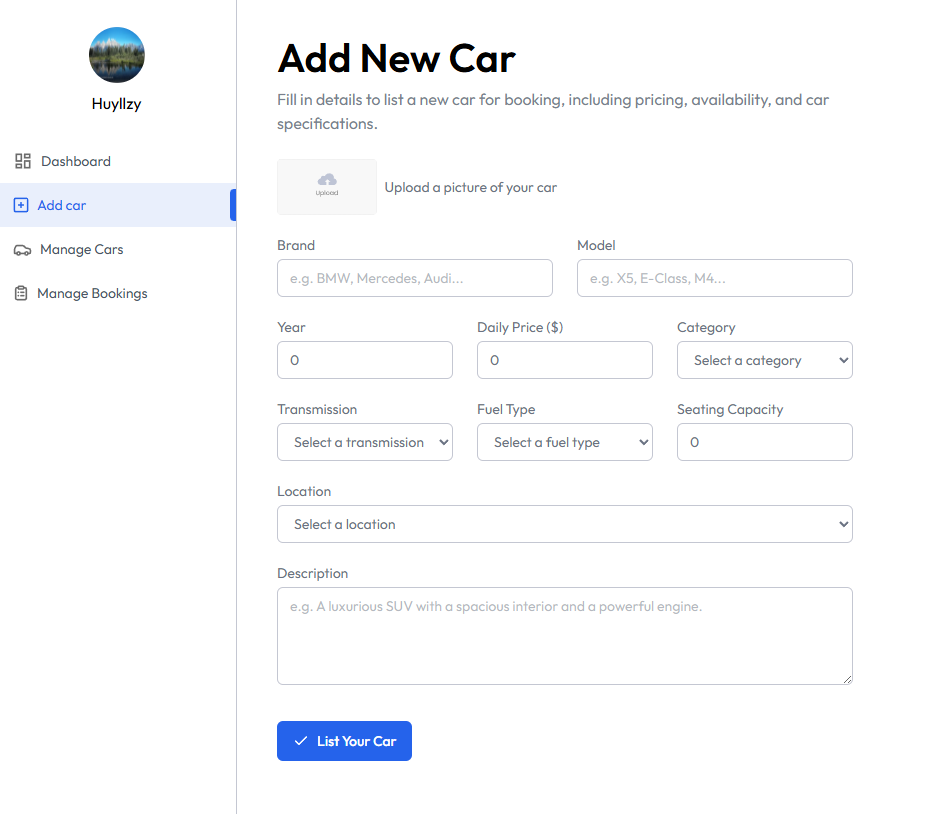 Huyllzy
Dashboard
Add car
Manage Cars
Manage Bookings
Add New Car
Fill in details to list a new car for booking, including pricing, availability, and car
specifications.
Upload
Upload a picture of your car
Brand
Model
e.g. BMW, Mercedes, Audi...
e.g. X5, E-Class, M4...
Year
Daily Price ($)
Category
0
0
Select a category
Transmission
Fuel Type
Seating Capacity
Select a transmission
Select a fuel type
0
Location
Select a location
Description
e.g. A luxurious SUV with a spacious interior and a powerful engine.
List Your Car